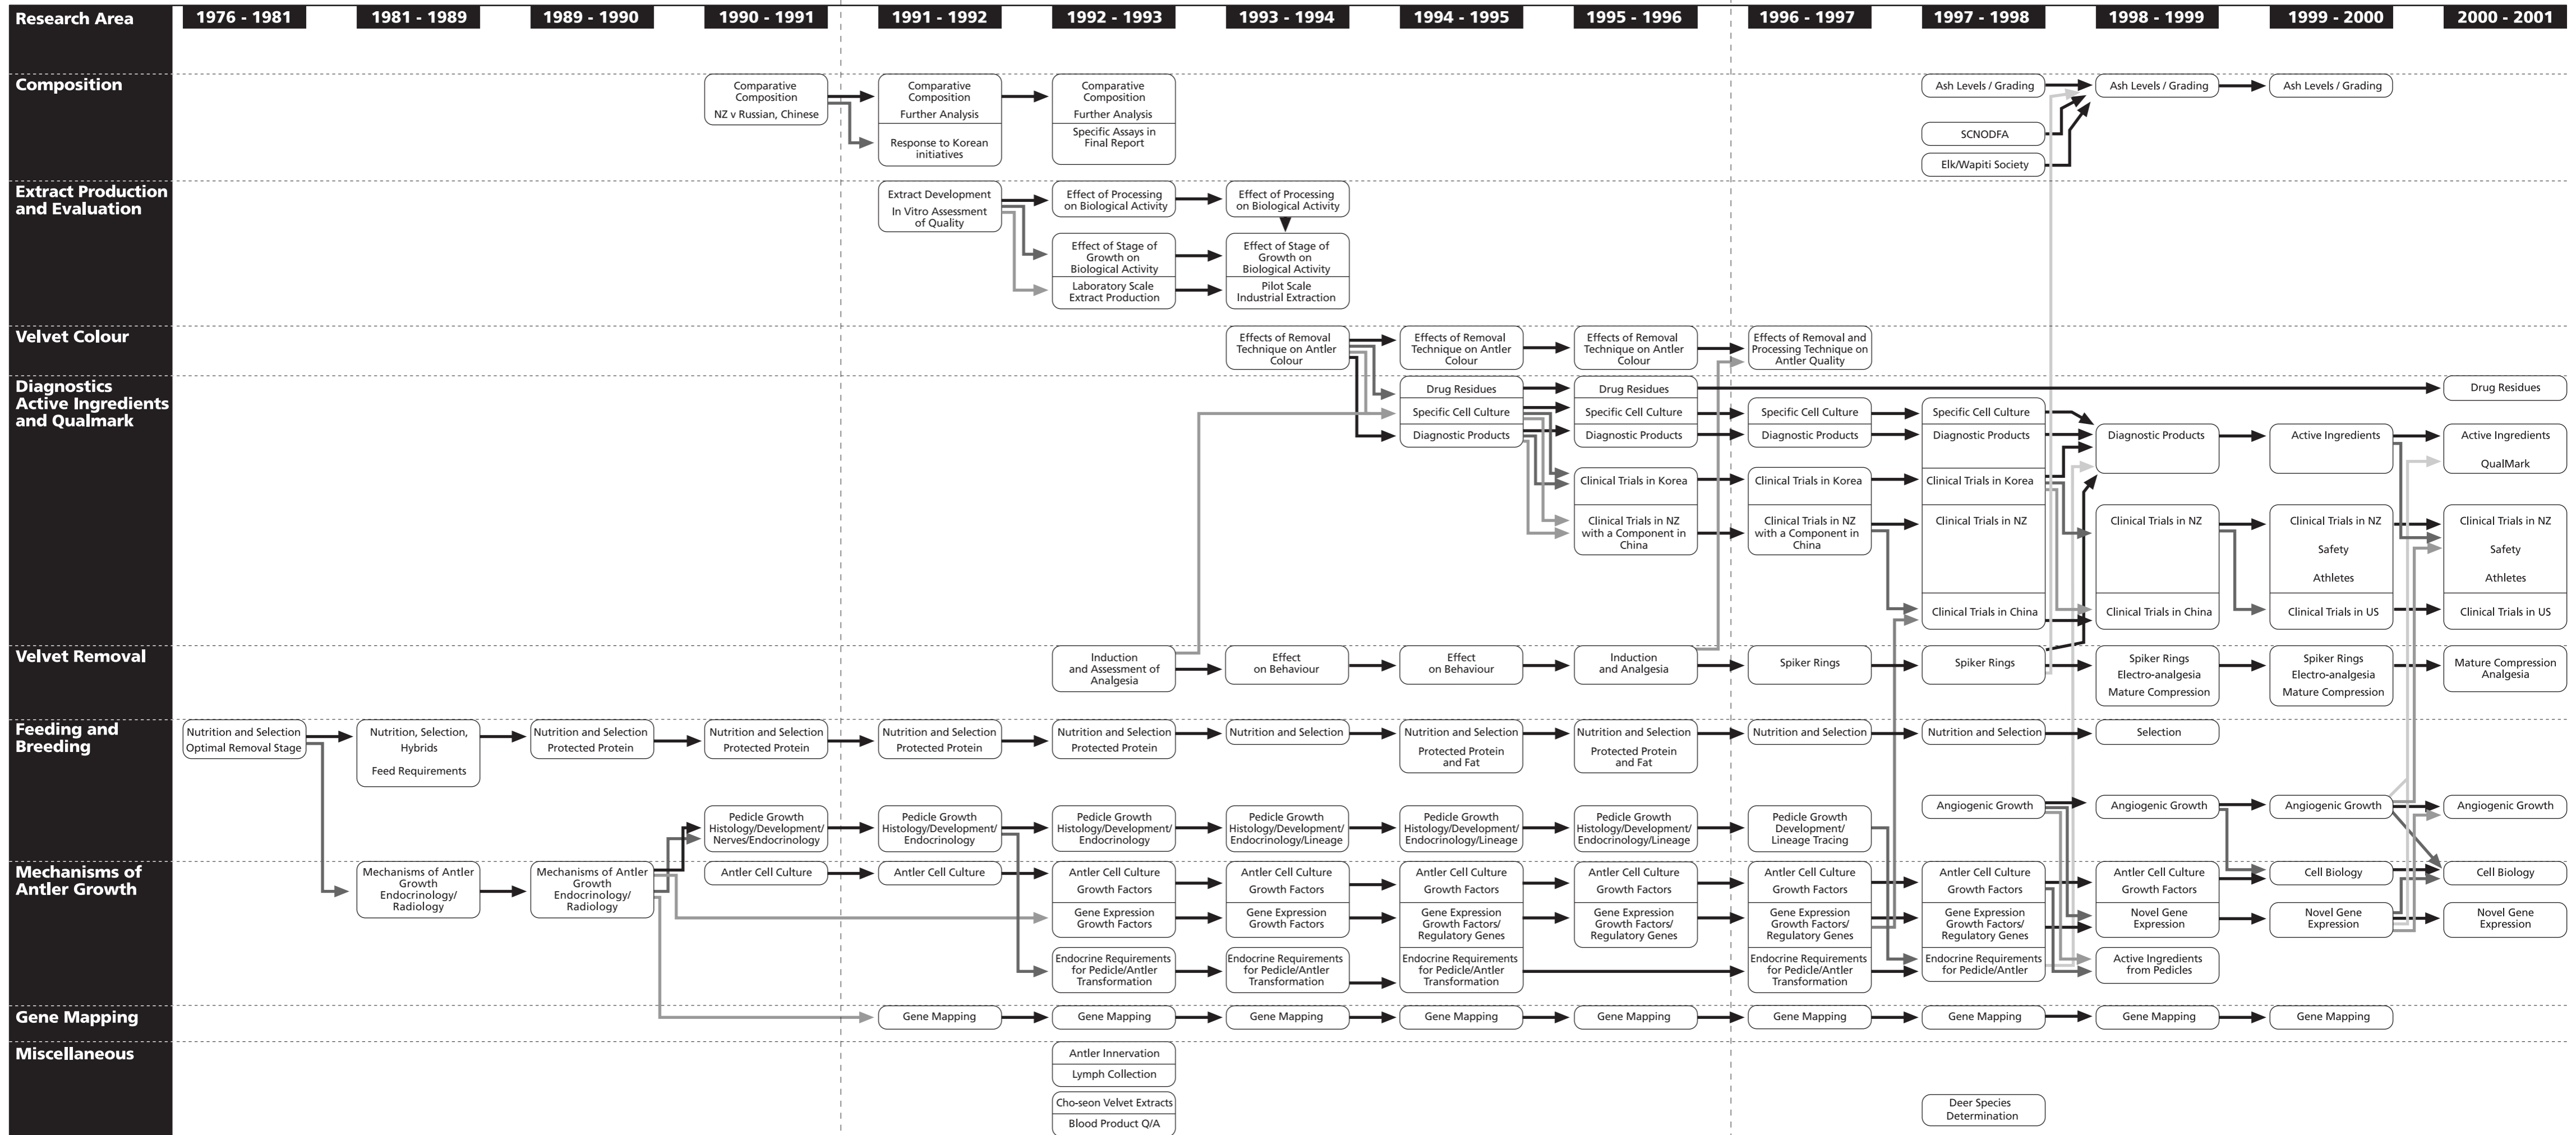 Research Area
1976 - 1981
1981 - 1989
1989 - 1990
1990 - 1991
1991 - 1992
1992 - 1993
1993 - 1994
1994 - 1995
1995 - 1996
1996 - 1997
1997 - 1998
1998 - 1999
1999 - 2000
2000 - 2001
Composition
Comparative
Composition
NZ v Russian, Chinese
Comparative
Composition
Further Analysis
Response to Korean
initiatives
Comparative
Composition
Further Analysis
Specific Assays in
Final Report
Ash Levels / Grading
SCNODFA
Elk/Wapiti Society
Ash Levels / Grading
Ash Levels / Grading
Extract Production
and Evaluation
Extract Development
In Vitro Assessment
of Quality
Effect of Processing
on Biological Activity
Effect of Stage of
Growth on
Biological Activity
Laboratory Scale
Extract Production
Effect of Processing
on Biological Activity
Effect of Stage of
Growth on
Biological Activity
Pilot Scale
Industrial Extraction
Velvet Colour
Effects of Removal
Technique on Antler
Colour
Effects of Removal
Technique on Antler
Colour
Effects of Removal
Technique on Antler
Colour
Effects of Removal and
Processing Technique on
Antler Quality
Diagnostics
Active Ingredients
and Qualmark
Drug Residues
Specific Cell Culture
Diagnostic Products
Drug Residues
Specific Cell Culture
Diagnostic Products
Clinical Trials in Korea
Clinical Trials in NZ
with a Component in
China
Specific Cell Culture
Diagnostic Products
Clinical Trials in Korea
Clinical Trials in NZ
with a Component in
China
Specific Cell Culture
Diagnostic Products
Clinical Trials in Korea
Clinical Trials in NZ
Clinical Trials in China
Diagnostic Products
Clinical Trials in NZ
Clinical Trials in China
Active Ingredients
Clinical Trials in NZ
Safety
Athletes
Clinical Trials in US
Drug Residues
Active Ingredients
QualMark
Clinical Trials in NZ
Safety
Athletes
Clinical Trials in US
Velvet Removal
Induction
and Assessment of
Analgesia
Effect
on Behaviour
Effect
on Behaviour
Induction
and Analgesia
Spiker Rings
Spiker Rings
Spiker Rings
Electro-analgesia
Mature Compression
Spiker Rings
Electro-analgesia
Mature Compression
Mature Compression
Analgesia
Feeding and
Breeding
Nutrition and Selection
Optimal Removal Stage
Nutrition, Selection,
Hybrids
Feed Requirements
Nutrition and Selection
Protected Protein
Nutrition and Selection
Protected Protein
Nutrition and Selection
Protected Protein
Nutrition and Selection
Protected Protein
Nutrition and Selection
Nutrition and Selection
Protected Protein
and Fat
Nutrition and Selection
Protected Protein
and Fat
Nutrition and Selection
Nutrition and Selection
Selection
Pedicle Growth
Histology/Development/
Nerves/Endocrinology
Pedicle Growth
Histology/Development/
Endocrinology
Pedicle Growth
Histology/Development/
Endocrinology
Pedicle Growth
Histology/Development/
Endocrinology/Lineage
Pedicle Growth
Histology/Development/
Endocrinology/Lineage
Pedicle Growth
Histology/Development/
Endocrinology/Lineage
Pedicle Growth
Development/
Lineage Tracing
Angiogenic Growth
Angiogenic Growth
Angiogenic Growth
Angiogenic Growth
Mechanisms of
Antler Growth
Mechanisms of Antler
Growth
Endocrinology/
Radiology
Mechanisms of Antler
Growth
Endocrinology/
Radiology
Antler Cell Culture
Antler Cell Culture
Antler Cell Culture
Growth Factors
Gene Expression
Growth Factors
Endocrine Requirements
for Pedicle/Antler
Transformation
Antler Cell Culture
Growth Factors
Gene Expression
Growth Factors
Endocrine Requirements
for Pedicle/Antler
Transformation
Antler Cell Culture
Growth Factors
Gene Expression
Growth Factors/
Regulatory Genes
Endocrine Requirements
for Pedicle/Antler
Transformation
Antler Cell Culture
Growth Factors
Gene Expression
Growth Factors/
Regulatory Genes
Antler Cell Culture
Growth Factors
Gene Expression
Growth Factors/
Regulatory Genes
Endocrine Requirements
for Pedicle/Antler
Transformation
Antler Cell Culture
Growth Factors
Gene Expression
Growth Factors/
Regulatory Genes
Endocrine Requirements
for Pedicle/Antler
Antler Cell Culture
Growth Factors
Novel Gene
Expression
Active Ingredients
from Pedicles
Cell Biology
Novel Gene
Expression
Cell Biology
Novel Gene
Expression
Gene Mapping
Gene Mapping
Gene Mapping
Gene Mapping
Gene Mapping
Gene Mapping
Gene Mapping
Gene Mapping
Gene Mapping
Gene Mapping
Miscellaneous
Antler Innervation
Lymph Collection
Cho-seon Velvet Extracts
Blood Product Q/A
Deer Species
Determination